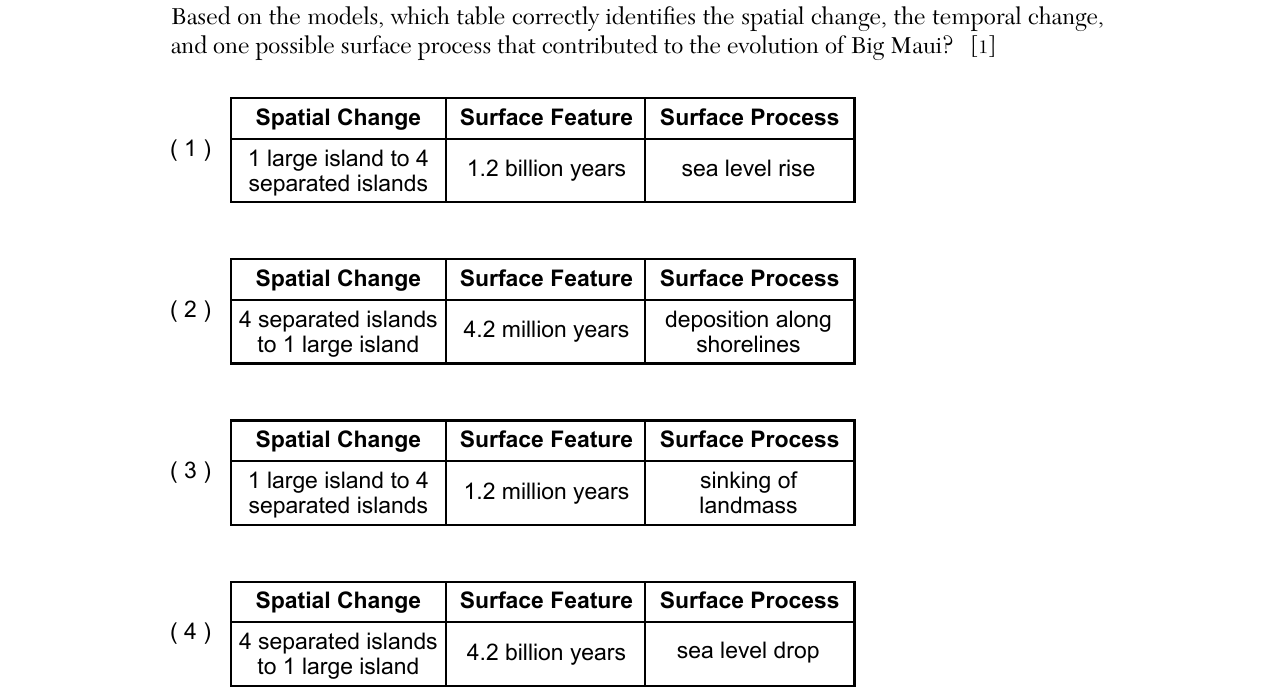 Based on the models, which table correctly identifies the spatial change, the temporal change,
and one possible surface process that contributed to the evolution of Big Maui? [1]
Spatial Change Surface Feature Surface Process
(1) 1 large island to 4 separated islands 1.2 billion years sea level rise
Spatial Change Surface Feature Surface Process
(2) 4 separated islands to 1 large island 4.2 million years deposition along shorelines
Spatial Change Surface Feature Surface Process
(3) 1 large island to 4 separated islands 1.2 million years sinking of landmass
Spatial Change Surface Feature Surface Process
(4) 4 separated islands to 1 large island 4.2 billion years sea level drop